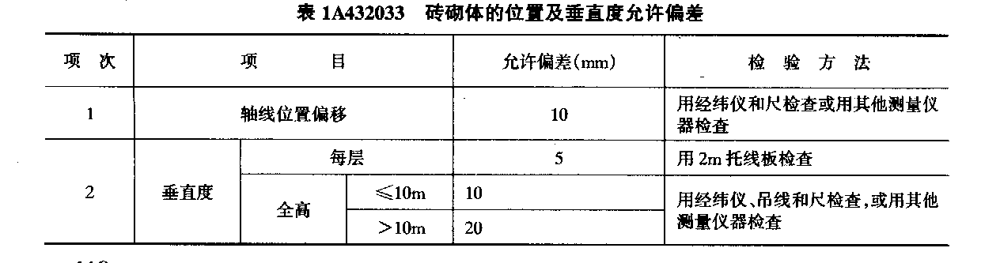 表 1A432033 砖砌体的位置及垂直度允许偏差
项 次 项 目 允许偏差(mm) 检 验 方 法
1 轴线位置偏移 10 用经纬仪和尺检查或用其他测量仪
器检查
2 垂直度 每层 5 用 2m 托线板检查
全高 ≤10m 10 用经纬仪、吊线和尺检查,或用其他
测量仪器检查
>10m 20